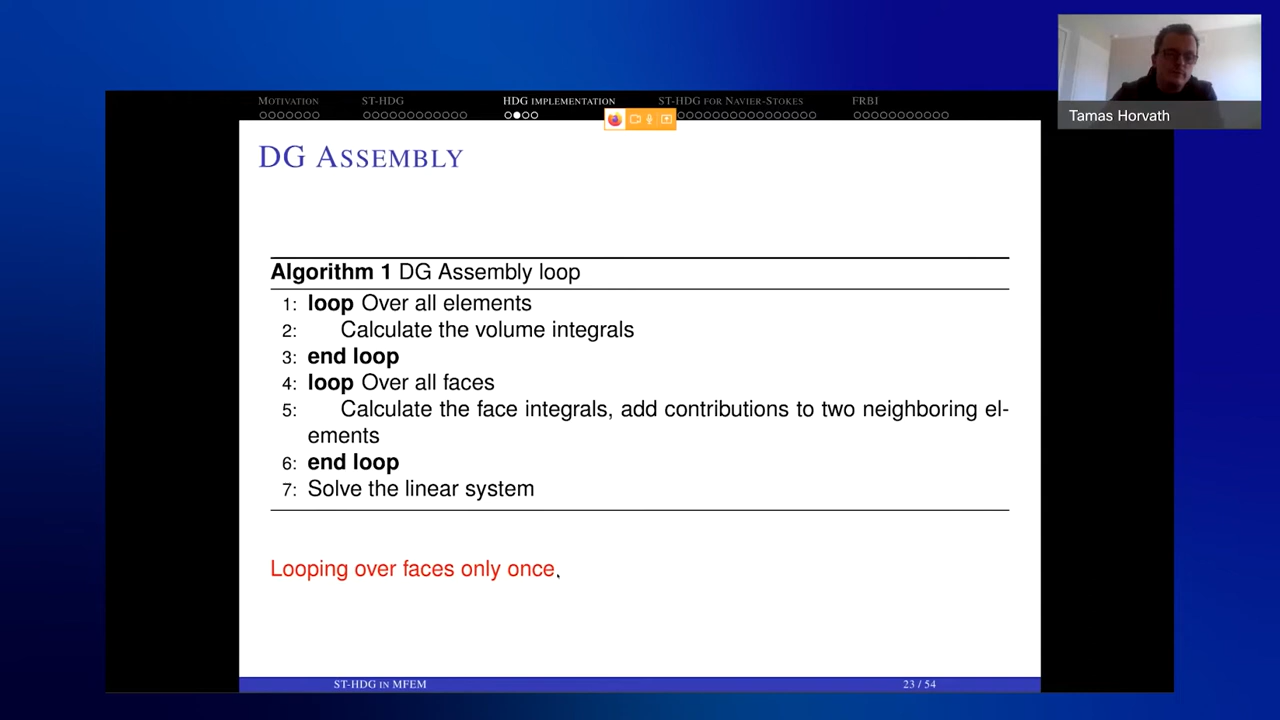 MOTIVATION ST-HDG HDG IMPLEMENTATION ST-HDG FOR NAVIER-STOKES FRBI
Tamas Horvath
DG ASSEMBLY
Algorithm 1 DG Assembly loop
1: loop Over all elements
2: Calculate the volume integrals
3: end loop
4: loop Over all faces
5: Calculate the face integrals, add contributions to two neighboring el-
ements
6: end loop
7: Solve the linear system
Looping over faces only once.
ST-HDG IN MFEM 23 / 54